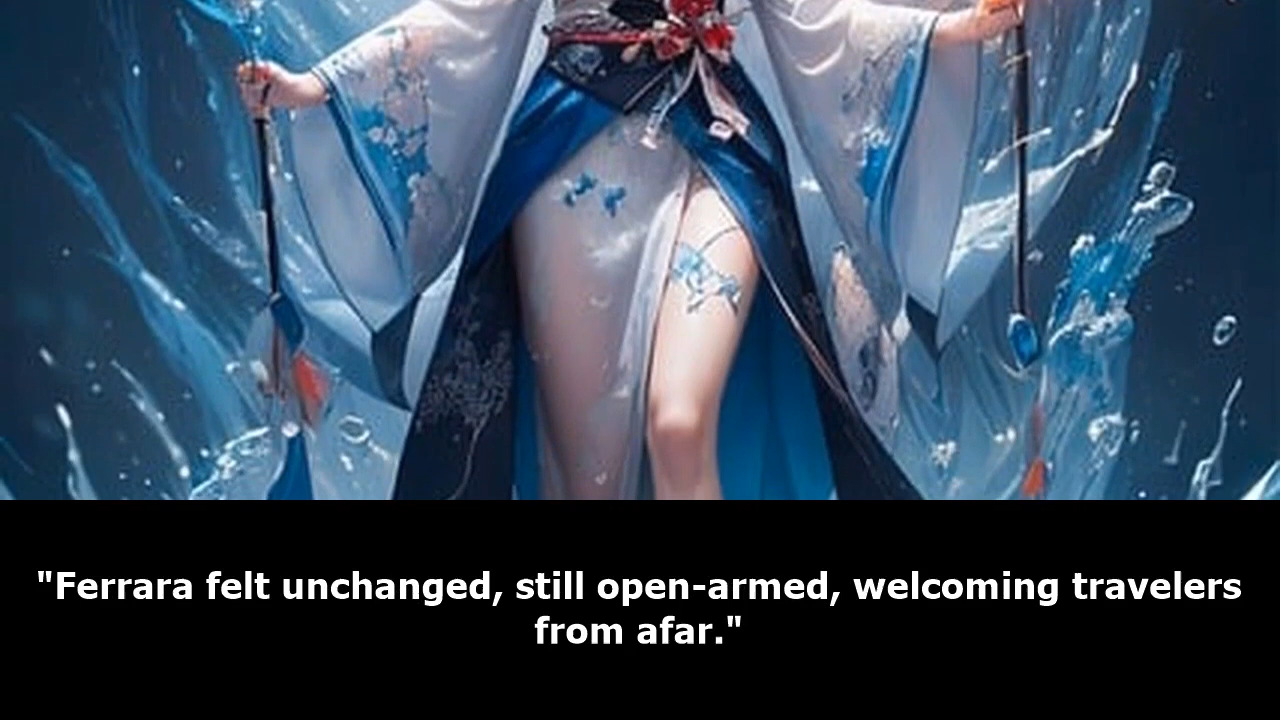 "Ferrara felt unchanged, still open-armed, welcoming travelers
from afar."